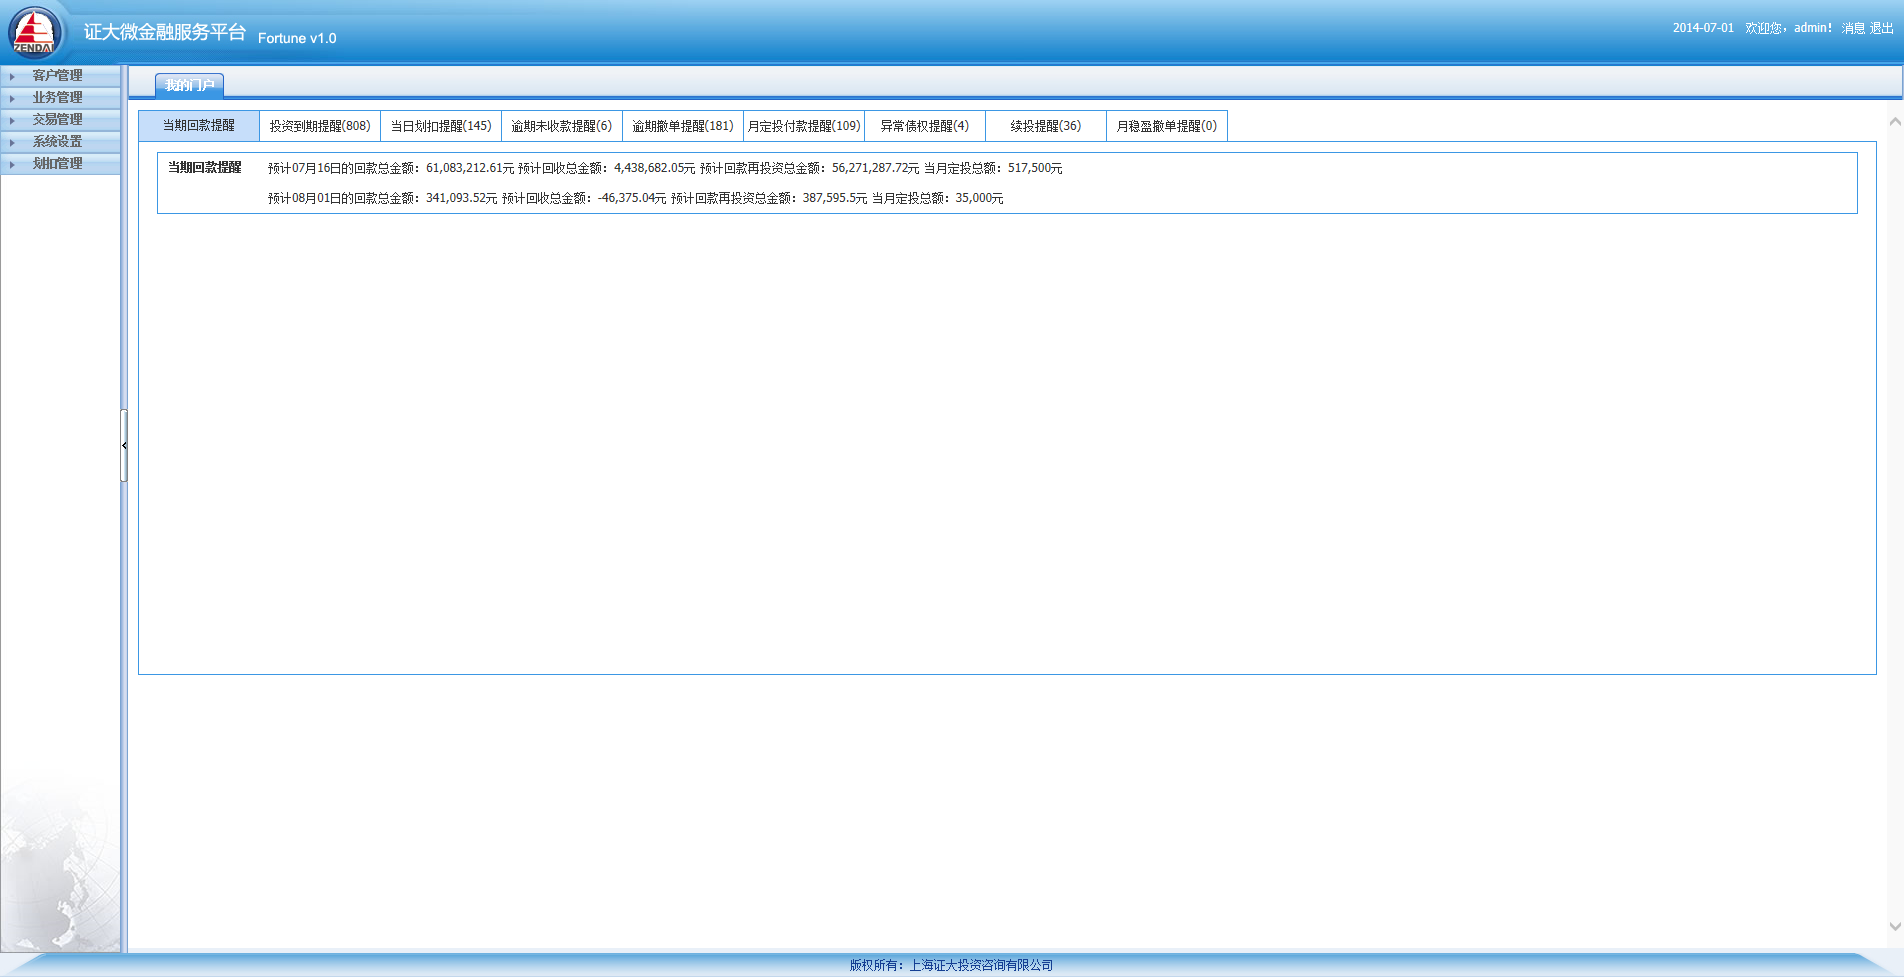 ZENDAI
证大微金融服务平台 Fortune v1.0
2014-07-01 欢迎您，admin! 消息 退出
客户管理
业务管理
交易管理
系统设置
划扣管理
我的门户
当期回款提醒 投资到期提醒(808) 当日划扣提醒(145) 逾期未收款提醒(6) 逾期撤单提醒(181) 月定投付款提醒(109) 异常债权提醒(4) 续投提醒(36) 月稳盈撤单提醒(0)
当期回款提醒 预计07月16日的回款总金额：61,083,212.61元 预计回收总金额：4,438,682.05元 预计回款再投资总金额：56,271,287.72元 当月定投总额：517,500元
预计08月01日的回款总金额：341,093.52元 预计回收总金额：-46,375.04元 预计回款再投资总金额：387,595.5元 当月定投总额：35,000元
版权所有：上海证大投资咨询有限公司